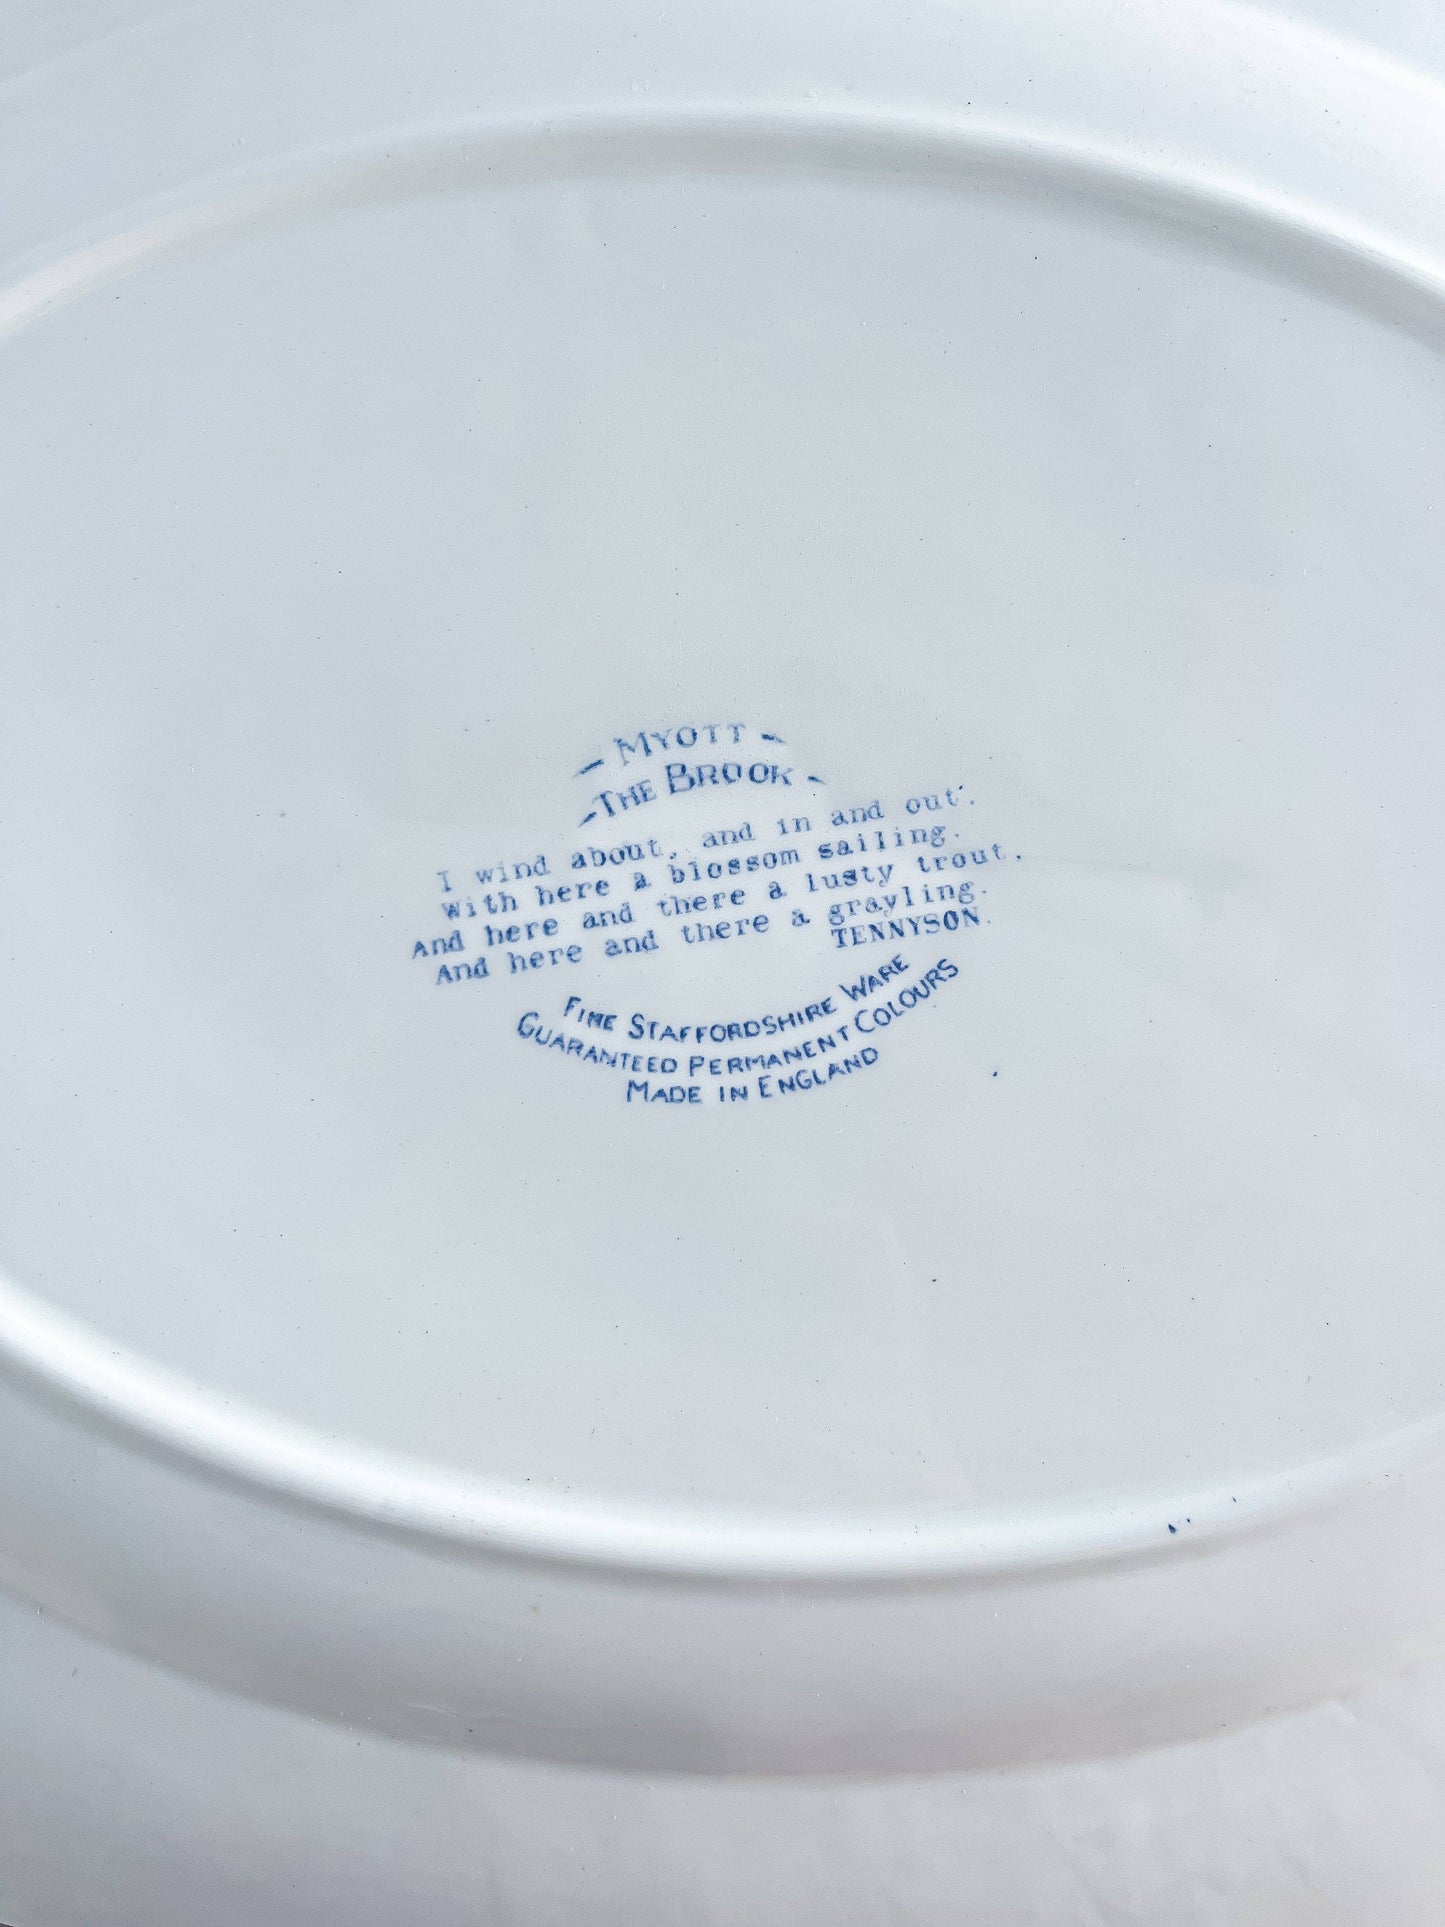 MYOTT
THE BROOK
I wind about, and in and out.
With here a blossom sailing.
And here and there a lusty trout.
And here and there a grayling.
TENNYSON.
FINE STAFFORDSHIRE WARE
GUARANTEED PERMANENT COLOURS
MADE IN ENGLAND